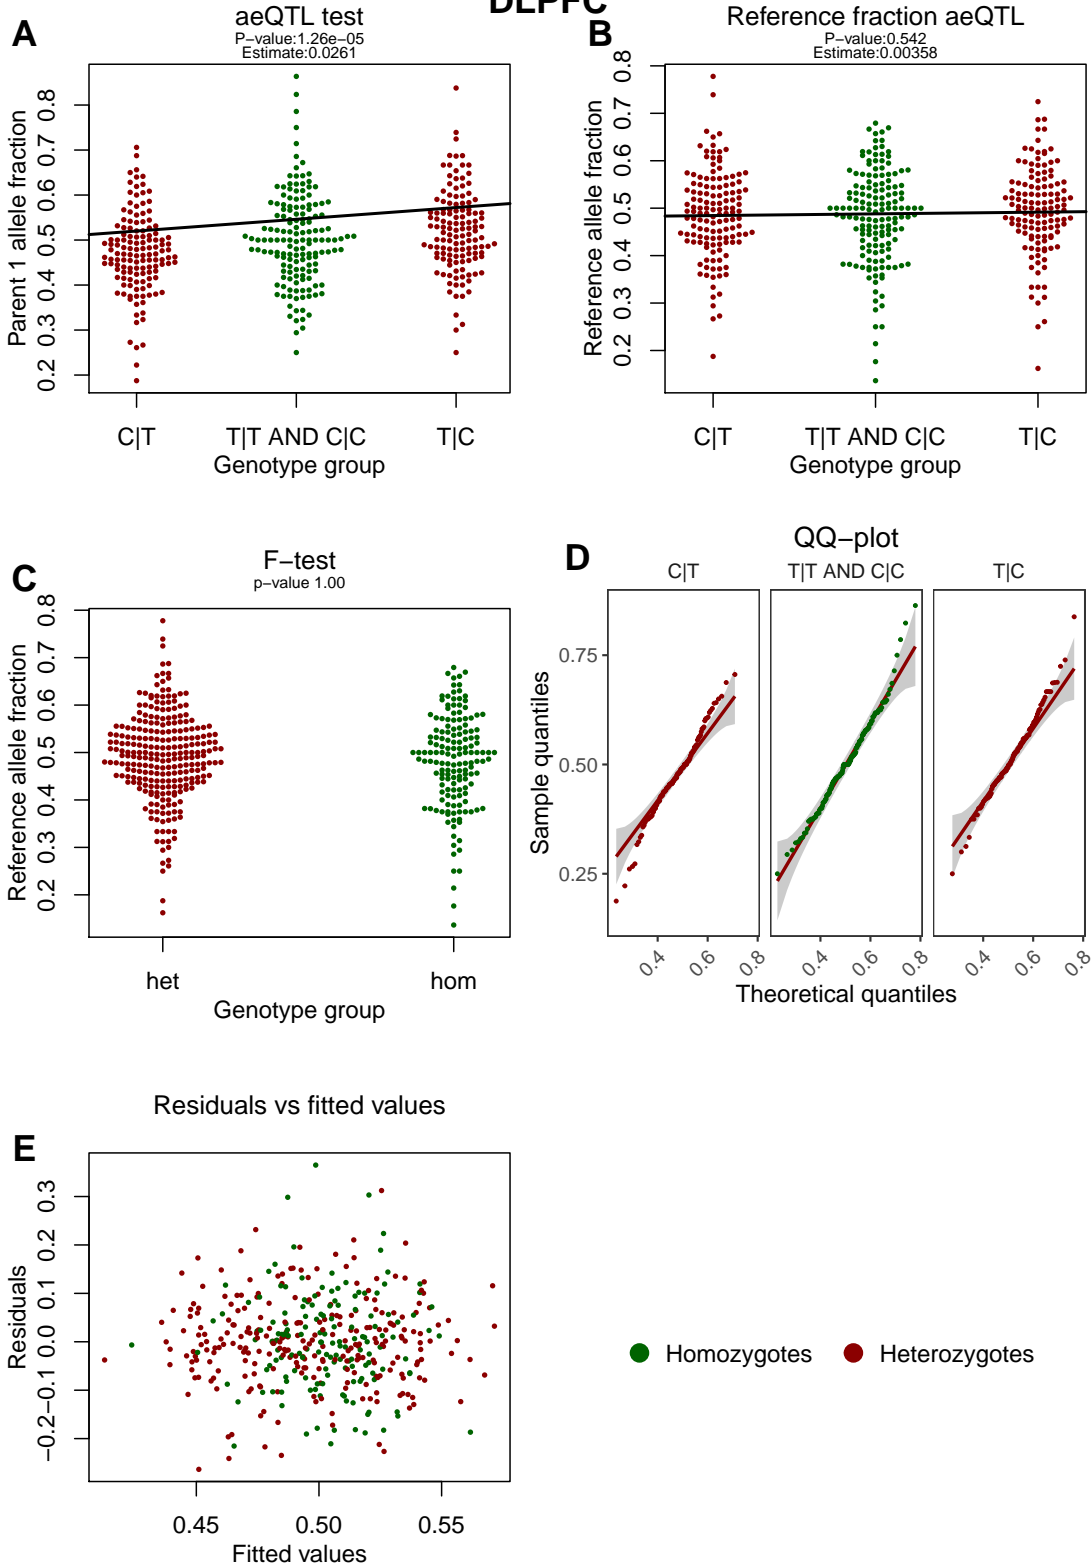 DLPFC
A
aeQTL test
P−value:1.26e−05
Estimate:0.0261
Parent 1 allele fraction
0.2 0.3 0.4 0.5 0.6 0.7 0.8
C|T T|T AND C|C T|C
Genotype group
B
Reference fraction aeQTL
P−value:0.542
Estimate:0.00358
Reference allele fraction
0.2 0.3 0.4 0.5 0.6 0.7 0.8
C|T T|T AND C|C T|C
Genotype group
C
F−test
p−value 1.00
Reference allele fraction
0.2 0.3 0.4 0.5 0.6 0.7 0.8
het hom
Genotype group
D
QQ−plot
C|T T|T AND C|C T|C
Sample quantiles
0.75
0.50
0.25
0.4 0.6 0.8 0.4 0.6 0.8 0.4 0.6 0.8
Theoretical quantiles
Residuals vs fitted values
E
Residuals
−0.2 −0.1 0.0 0.1 0.2 0.3
0.45 0.50 0.55
Fitted values
Homozygotes Heterozygotes